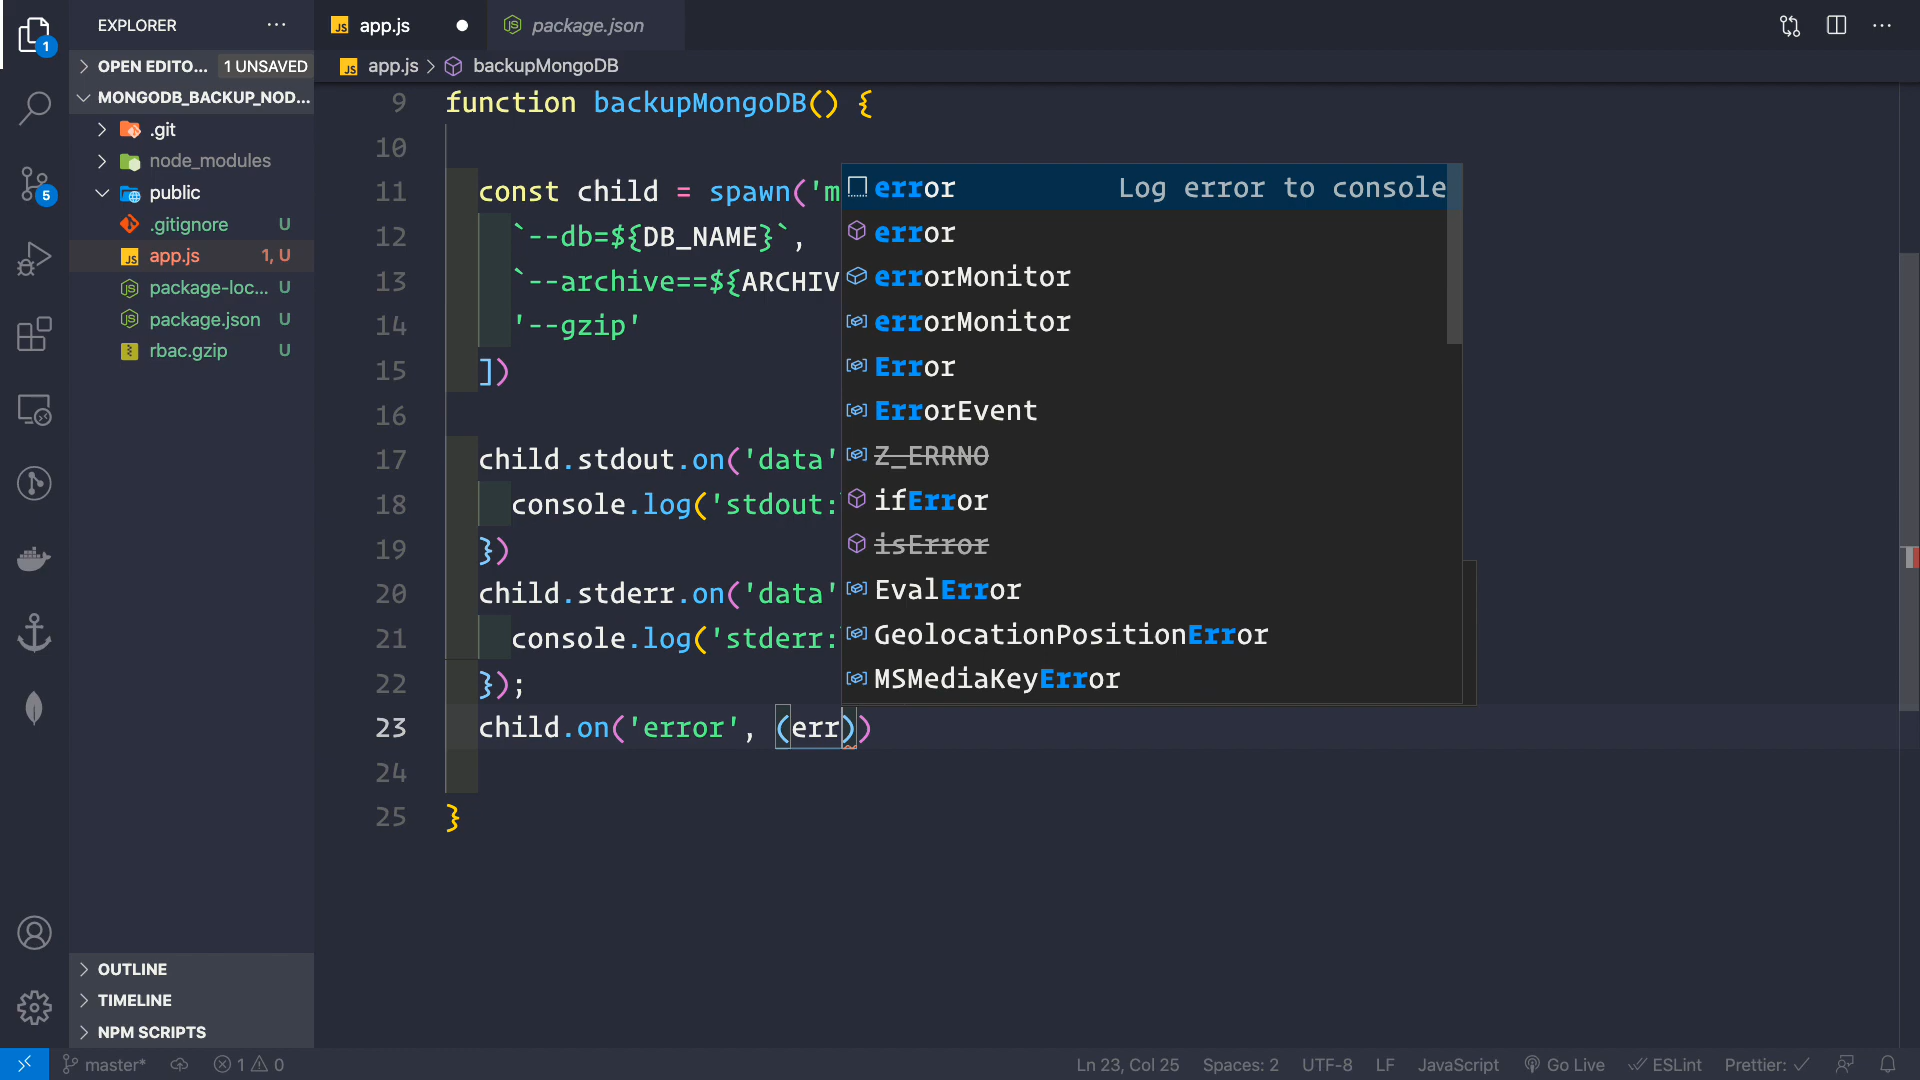 EXPLORER
OPEN EDITO... 1 UNSAVED
MONGODB_BACKUP_NOD...
.git
node_modules
public
.gitignore U
app.js 1, U
package-loc... U
package.json U
rbac.gzip U
OUTLINE
TIMELINE
NPM SCRIPTS
1
5
JS app.js
package.json
JS app.js > backupMongoDB
9 function backupMongoDB() {
10
11 const child = spawn('m
12 `--db=${DB_NAME}`,
13 `--archive==${ARCHIV
14 '--gzip'
15 ])
16
17 child.stdout.on('data'
18 console.log('stdout:
19 })
20 child.stderr.on('data'
21 console.log('stderr:
22 });
23 child.on('error', (err))
24
25 }
error Log error to console
error
errorMonitor
errorMonitor
Error
ErrorEvent
Z_ERRNO
ifError
isError
EvalError
GeolocationPositionError
MSMediaKeyError
master* 1 0 Ln 23, Col 25 Spaces: 2 UTF-8 LF JavaScript Go Live ESLint Prettier: ✓